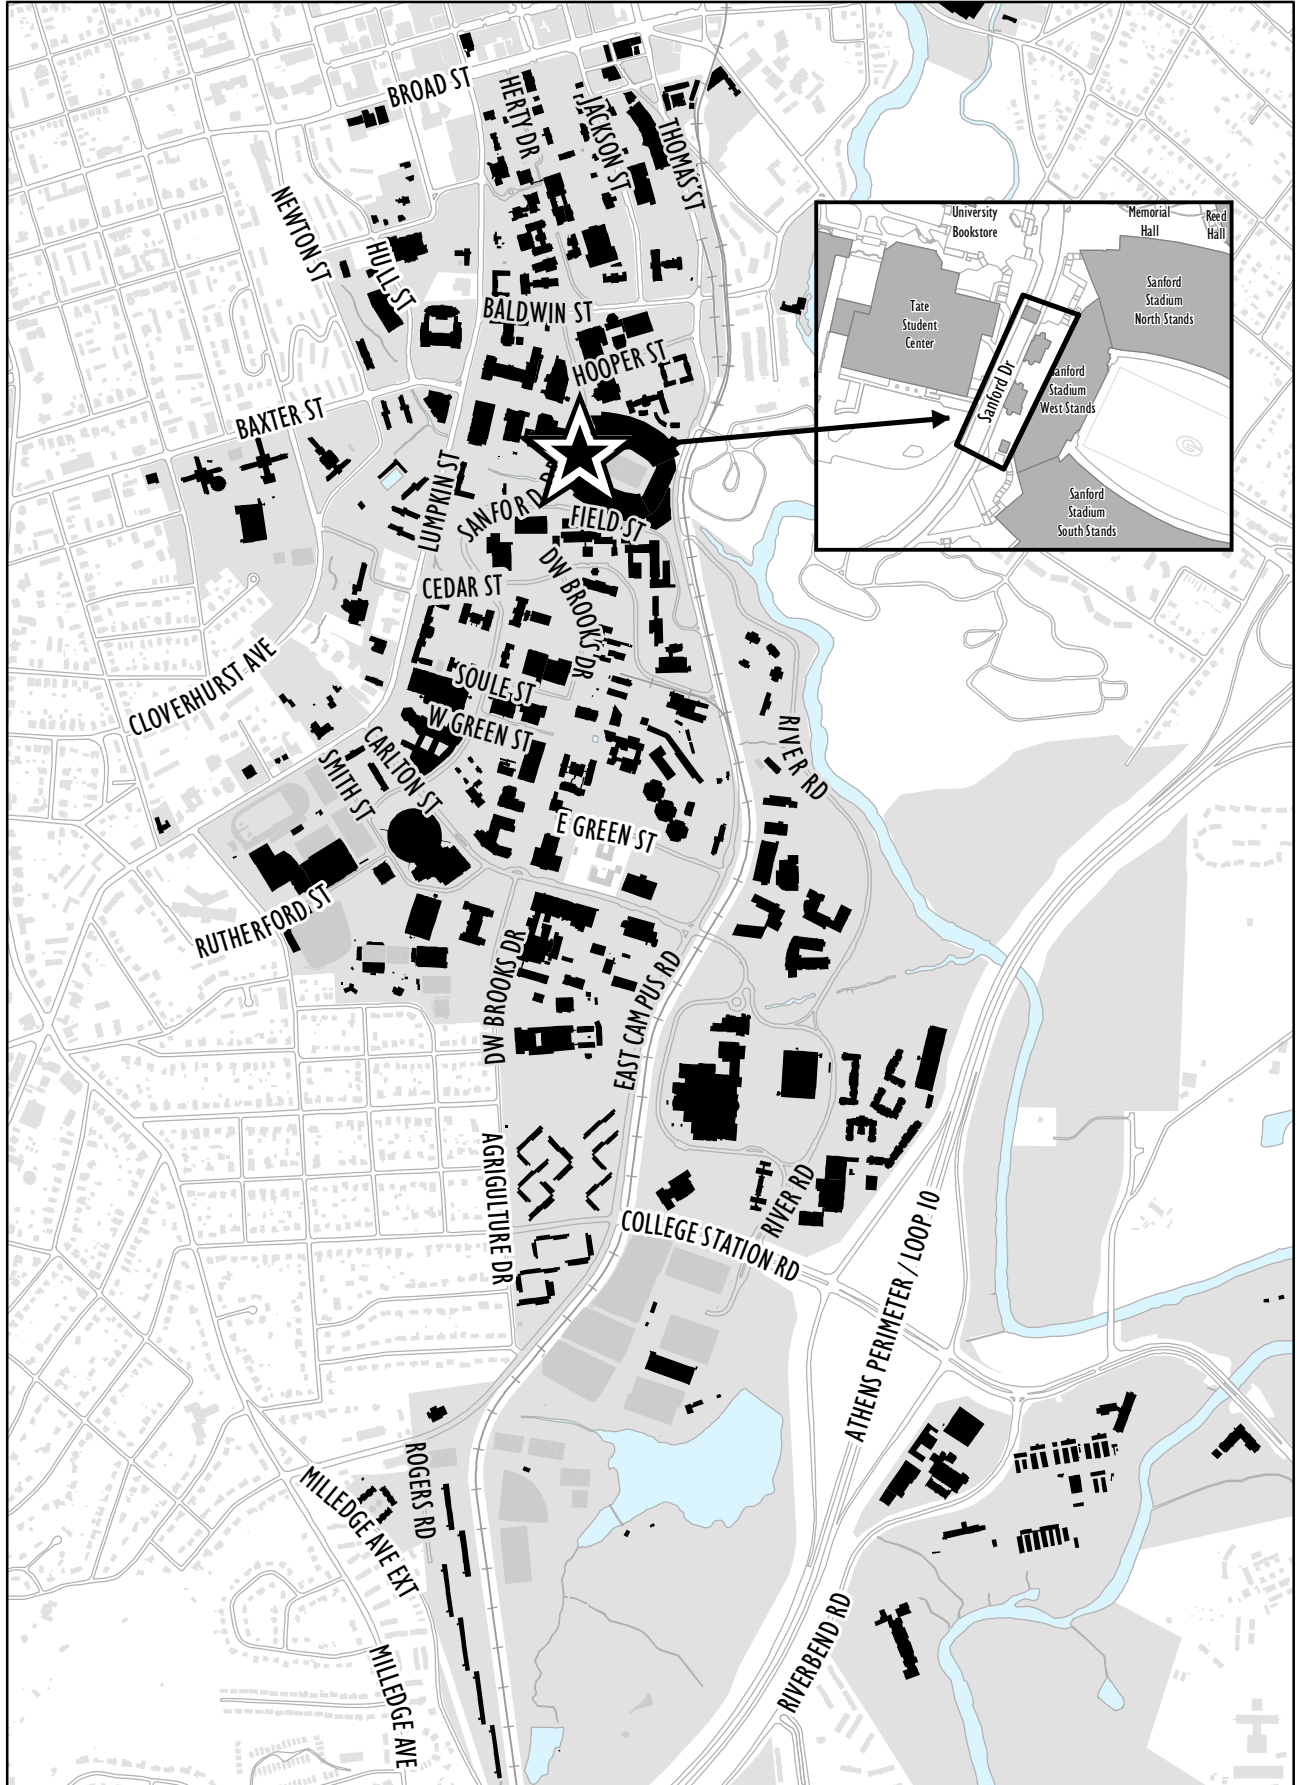 BROAD ST
HERTY DR
JACKSON ST
THOMAS ST
NEWTON ST
HULL ST
BALDWIN ST
HOOPER ST
BAXTER ST
LUMPKIN ST
SANFORD
FIELD ST
CEDAR ST
DW BROOKS DR
SOULE ST
W GREEN ST
CLOVERHURST AVE
CARLTON ST
SMITH ST
E GREEN ST
RIVER RD
RUTHERFORD ST
DW BROOKS DR
EAST CAMPUS RD
AGRIGULTURE DR
RIVER RD
COLLEGE STATION RD
ATHENS PERIMETER / LOOP 10
ROGERS RD
MILLEDGE AVE EXT
MILLEDGE AVE
RIVERBEND RD
University
Bookstore
Memorial
Hall
Reed
Hall
Tate
Student
Center
Sanford
Stadium
North Stands
Sanford Dr
anford
Stadium
West Stands
Sanford
Stadium
South Stands